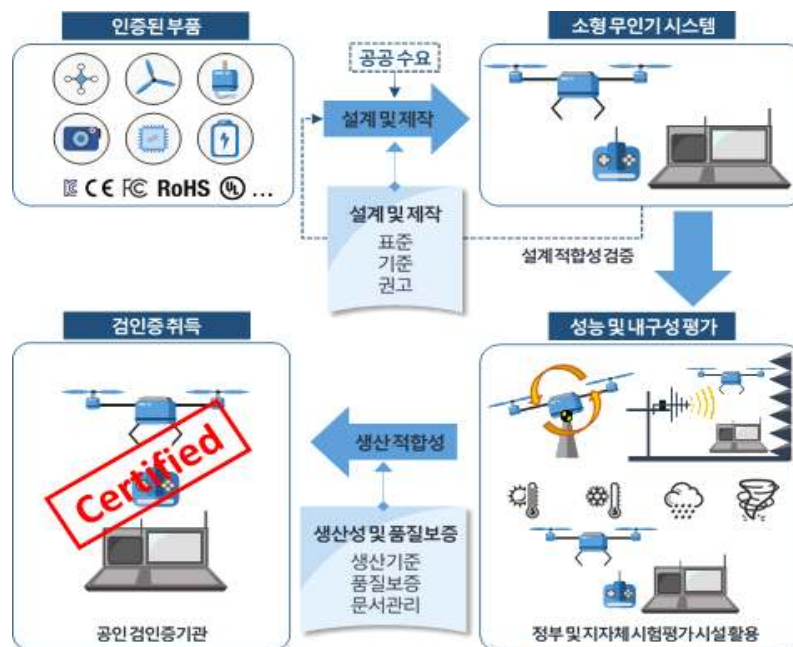 인증된 부품
소형 무인기 시스템
공공 수요
설계 및 제작
CE FC RoHS UL ...
설계 및 제작
표준
기준
권고
설계 적합성 검증
검인증 취득
성능 및 내구성 평가
Certified
생산 적합성
생산성 및 품질보증
생산기준
품질보증
문서관리
공인 검인증기관
정부 및 지자체 시험평가 시설 활용